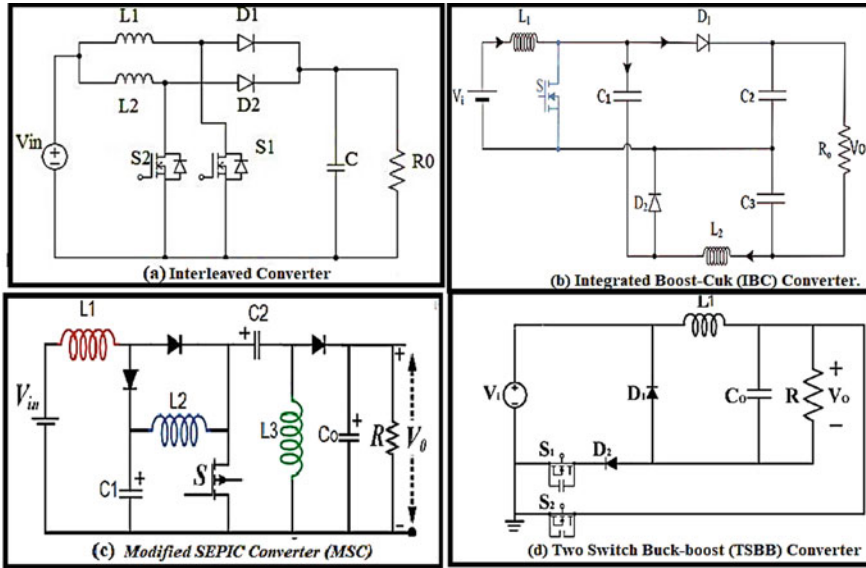 L1
D1
L2
D2
Vin
S2
S1
C
R0
(a) Interleaved Converter
L1
D1
Vi
S
C1
C2
Ro
Vo
D2
C3
L2
(b) Integrated Boost-Cuk (IBC) Converter.
L1
C2
+
+
Vin
L2
L3
Co
+
R
V0
C1
+
S
-
(c) Modified SEPIC Converter (MSC)
L1
Vi
D1
Co
R
+
Vo
-
S1
D2
S2
(d) Two Switch Buck-boost (TSBB) Converter